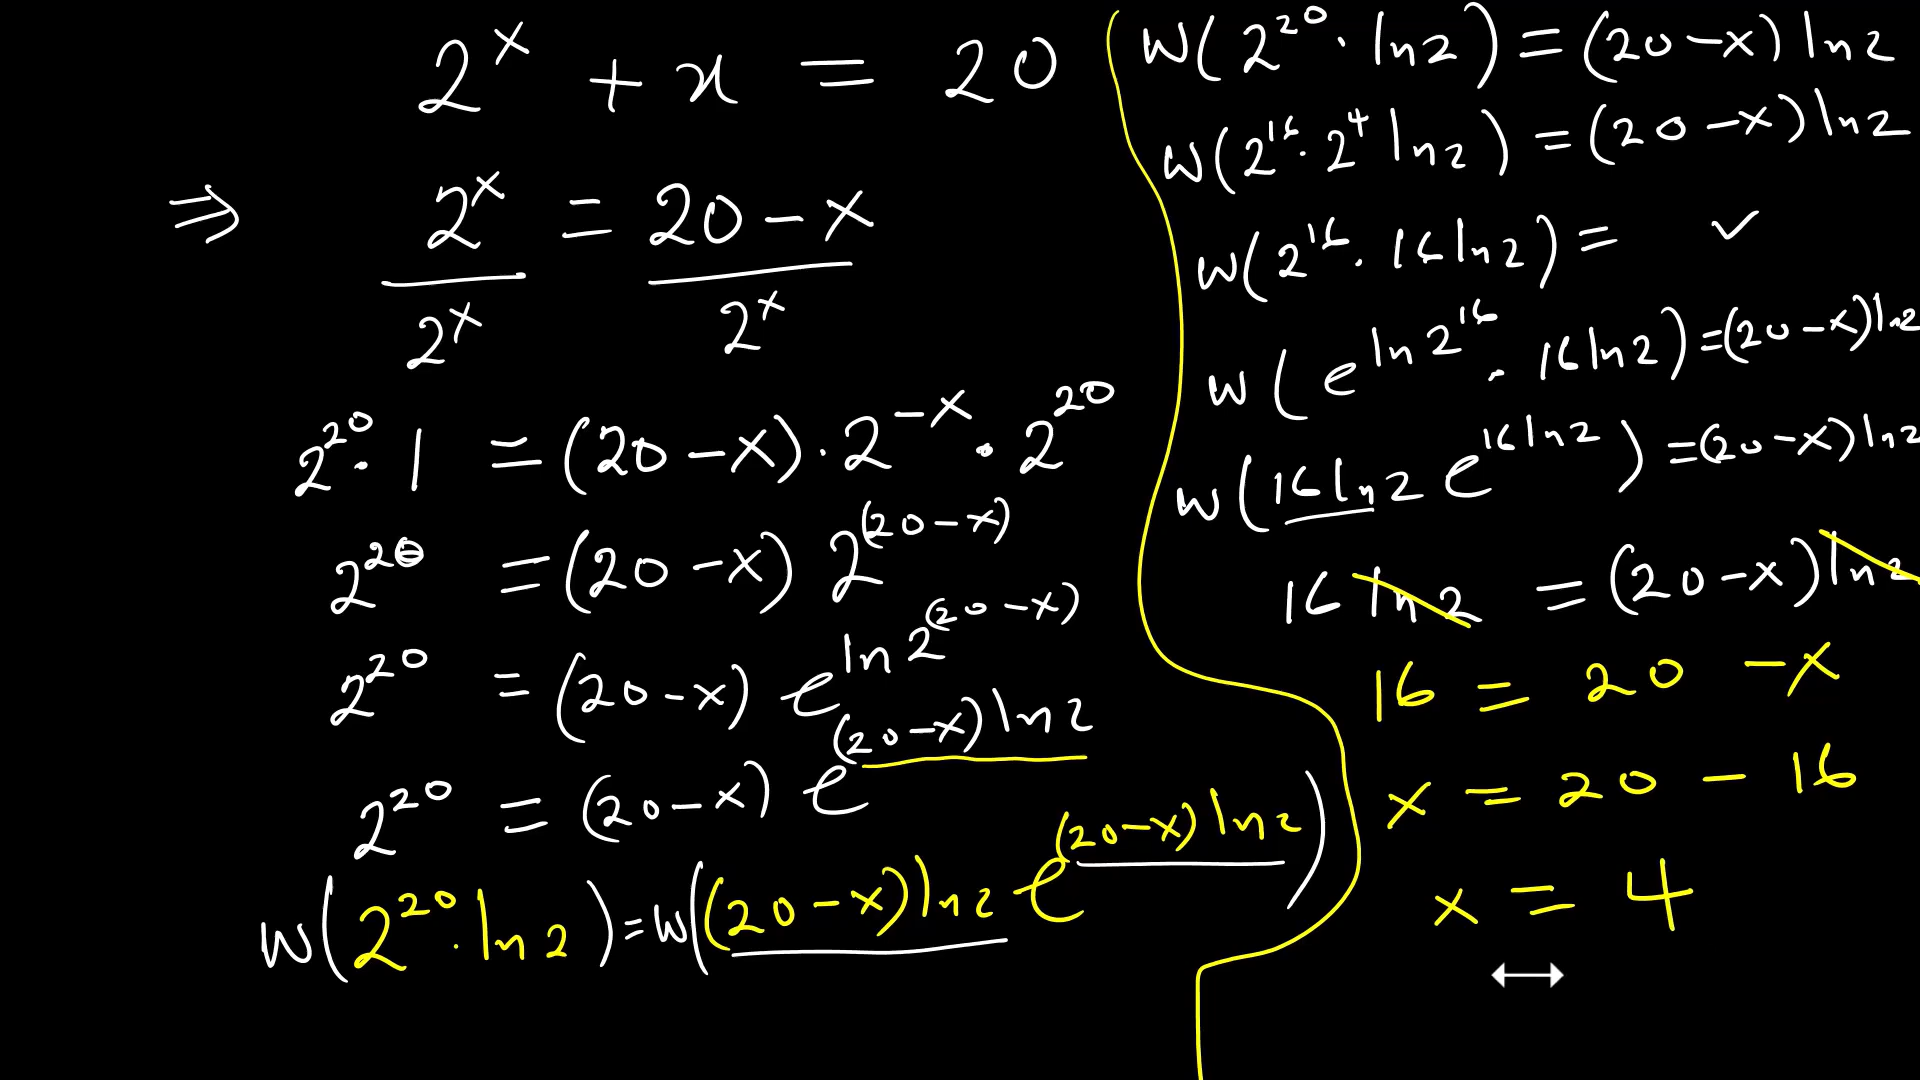 2^x + x = 20
⇒ 2^x/2^x = (20 - x)/2^x
2^20 · 1 = (20 - x) · 2^-x · 2^20
2^20 = (20 - x) 2^(20 - x)
2^20 = (20 - x) e^ln 2^(20 - x)
2^20 = (20 - x) e^(20 - x) ln 2
W(2^20 · ln 2) = W((20 - x) ln 2 e^(20 - x) ln 2)
W(2^20 · ln 2) = (20 - x) ln 2
W(2^16 · 2^4 ln 2) = (20 - x) ln 2
W(2^16 · 16 ln 2) = ✓
W(e^ln 2^16 · 16 ln 2) = (20 - x) ln 2
W(16 ln 2 e^16 ln 2) = (20 - x) ln 2
16 ln 2 = (20 - x) ln 2
16 = 20 - x
x = 20 - 16
x = 4